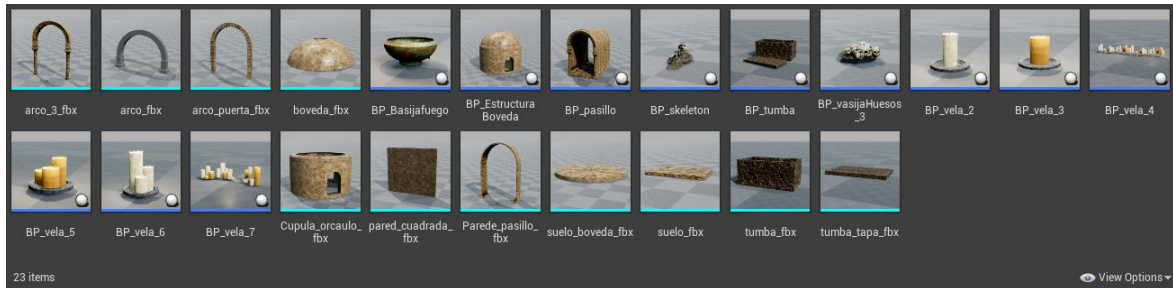 arco_3_fbx
arco_fbx
arco_puerta_fbx
boveda_fbx
BP_Basijafuego
BP_Estructura
Boveda
BP_pasillo
BP_skeleton
BP_tumba
BP_vasijaHuesos
_3
BP_vela_2
BP_vela_3
BP_vela_4
BP_vela_5
BP_vela_6
BP_vela_7
Cupula_orcaulo_
fbx
pared_cuadrada_
fbx
Parede_pasillo_
fbx
suelo_boveda_fbx
suelo_fbx
tumba_fbx
tumba_tapa_fbx
23 items
View Options